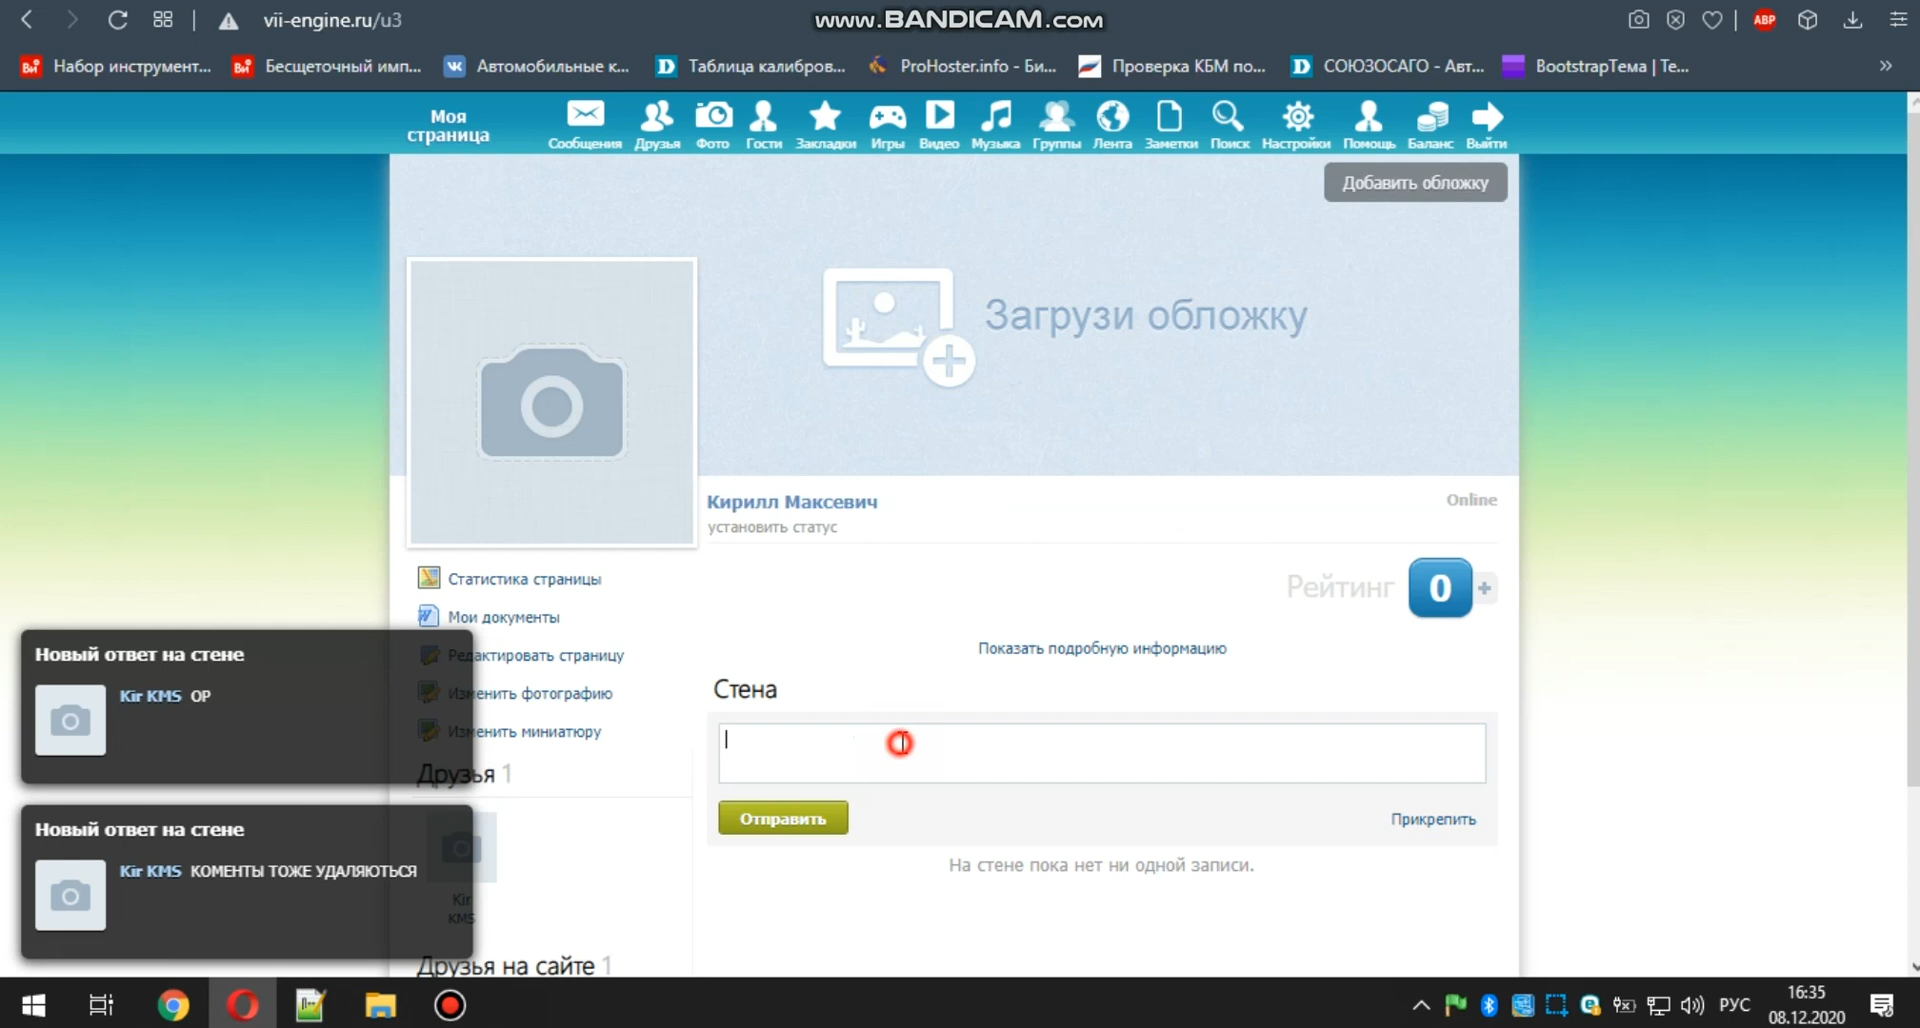 vii-engine.ru/u3
www.BANDICAM.com
ABP
Ви Набор инструмент...
Ви Бесщеточный имп...
Автомобильные к...
D Таблица калибров...
ProHoster.info - Би...
Проверка КБМ по...
D СОЮЗОСАГО - Авт...
BootstrapТема | Те...
»
Моя
страница
Сообщения
Друзья
Фото
Гости
Закладки
Игры
Видео
Музыка
Группы
Лента
Заметки
Поиск
Настройки
Помощь
Баланс
Выйти
Добавить обложку
Загрузи обложку
Кирилл Максевич
Online
установить статус
Статистика страницы
Мои документы
Редактировать страницу
Изменить фотографию
Изменить миниатюру
Рейтинг 0 +
Показать подробную информацию
Стена
Отправить
Прикрепить
На стене пока нет ни одной записи.
Друзья 1
Kir
KMS
Друзья на сайте 1
Новый ответ на стене
Kir KMS ОР
Новый ответ на стене
Kir KMS КОМЕНТЫ ТОЖЕ УДАЛЯЮТЬСЯ
РУС
16:35
08.12.2020